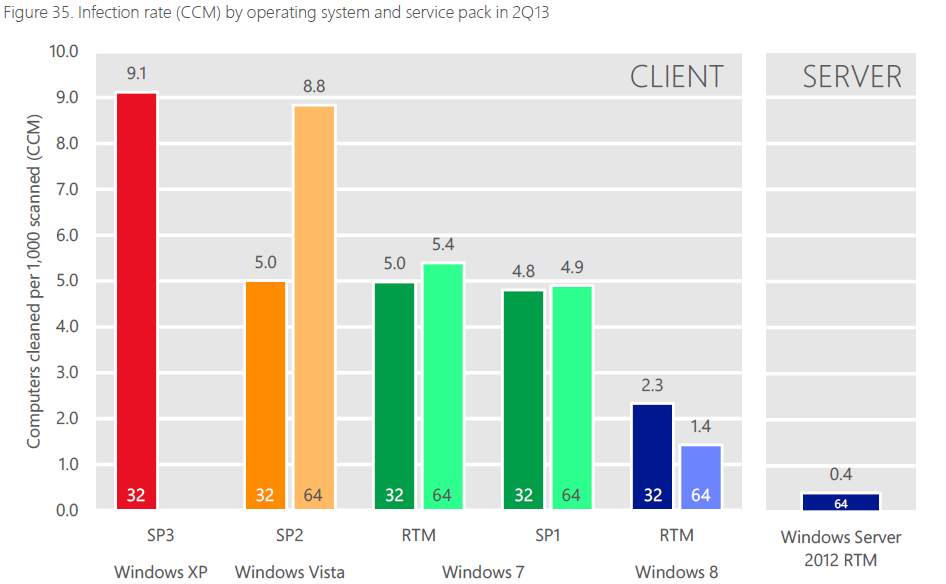 Figure 35. Infection rate (CCM) by operating system and service pack in 2Q13
Computers cleaned per 1,000 scanned (CCM)
10.0
9.0
8.0
7.0
6.0
5.0
4.0
3.0
2.0
1.0
0.0
CLIENT
SERVER
9.1
5.0
8.8
5.0
5.4
4.8
4.9
2.3
1.4
0.4
32
32
64
32
64
32
64
32
64
64
SP3
SP2
RTM
SP1
RTM
Windows XP
Windows Vista
Windows 7
Windows 8
Windows Server
2012 RTM